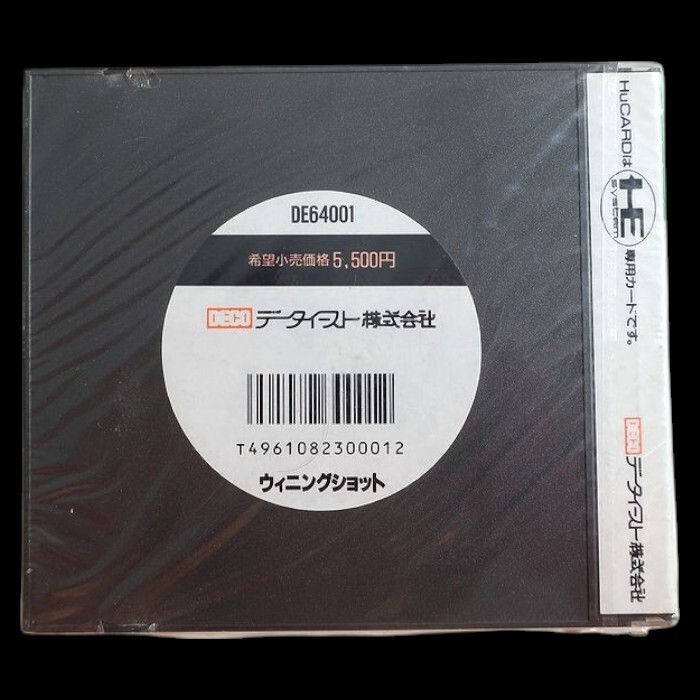 DE64001
希望小売価格 5,500円
DECO データイースト株式会社
T4961082300012
ウィニングショット
HuCARDは HE system 専用カードです。
DECO データイースト株式会社